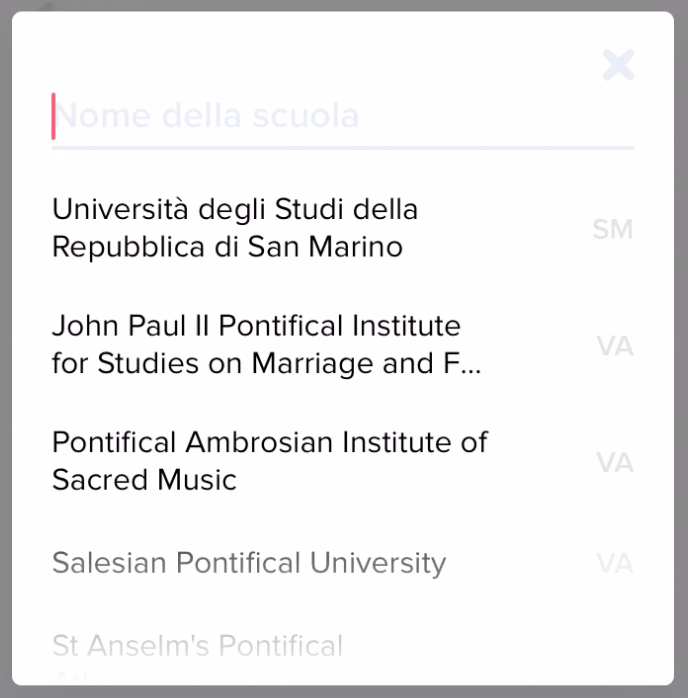 Nome della scuola
Università degli Studi della
Repubblica di San Marino
SM
John Paul II Pontifical Institute
for Studies on Marriage and F...
VA
Pontifical Ambrosian Institute of
Sacred Music
VA
Salesian Pontifical University
VA
St Anselm's Pontifical